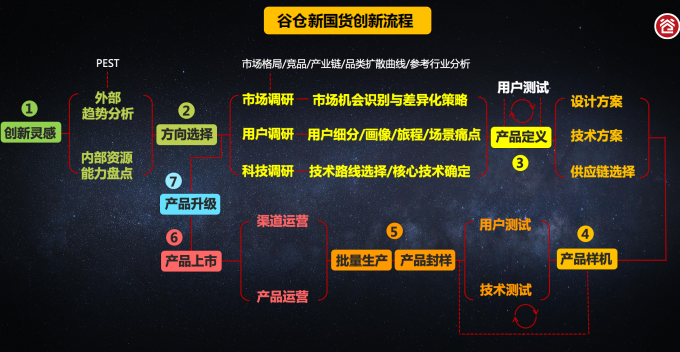 谷仓新国货创新流程
谷
PEST
市场格局/竞品/产业链/品类扩散曲线/参考行业分析
1
创新灵感
外部
趋势分析
内部资源
能力盘点
2
方向选择
市场调研
市场机会识别与差异化策略
用户调研
用户细分/画像/旅程/场景痛点
科技调研
技术路线选择/核心技术确定
用户测试
产品定义
3
设计方案
技术方案
供应链选择
7
产品升级
6
产品上市
渠道运营
产品运营
5
批量生产
产品封样
用户测试
技术测试
4
产品样机